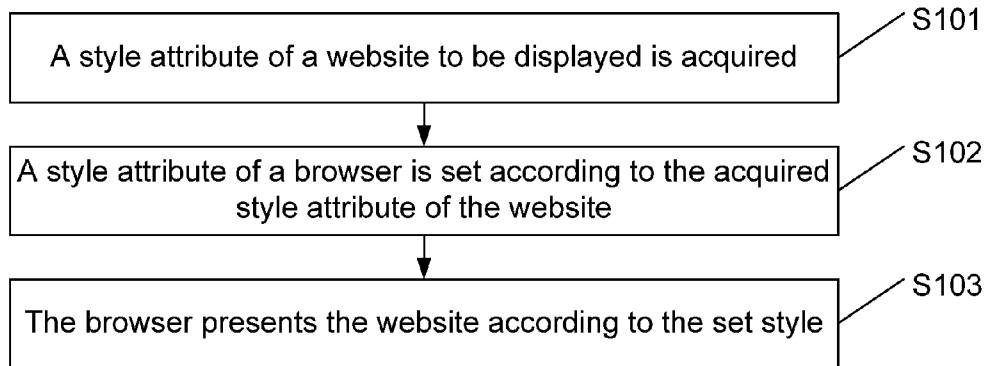 S101
A style attribute of a website to be displayed is acquired
S102
A style attribute of a browser is set according to the acquired
style attribute of the website
S103
The browser presents the website according to the set style